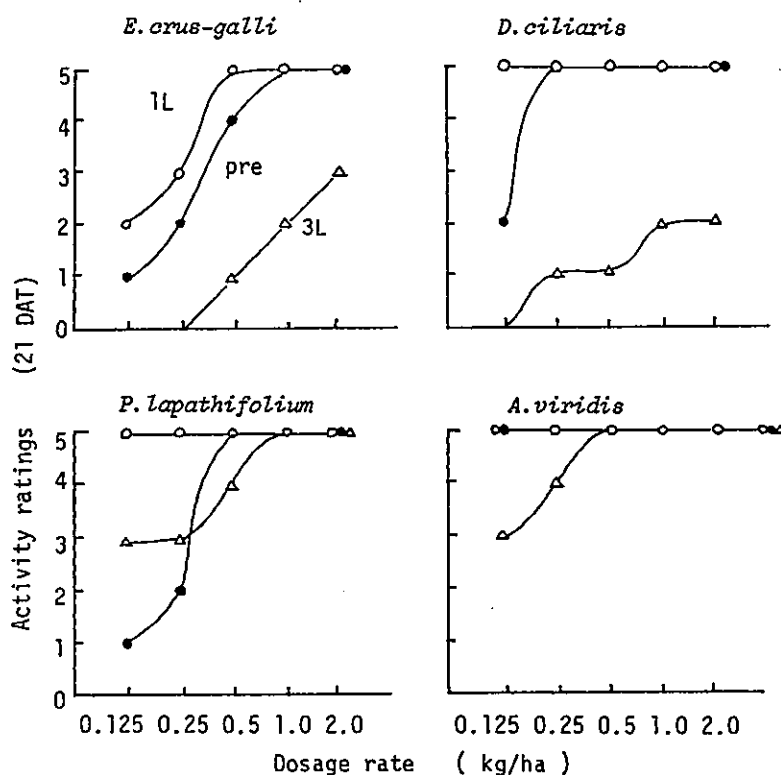 E. crus-galli
D. ciliaris
5
4
3
2
1
0
1L
pre
3L
(21 DAT)
P. lapathifolium
A. viridis
5
4
3
2
1
0
Activity ratings
0.125 0.25 0.5 1.0 2.0
0.125 0.25 0.5 1.0 2.0
Dosage rate ( kg/ha )